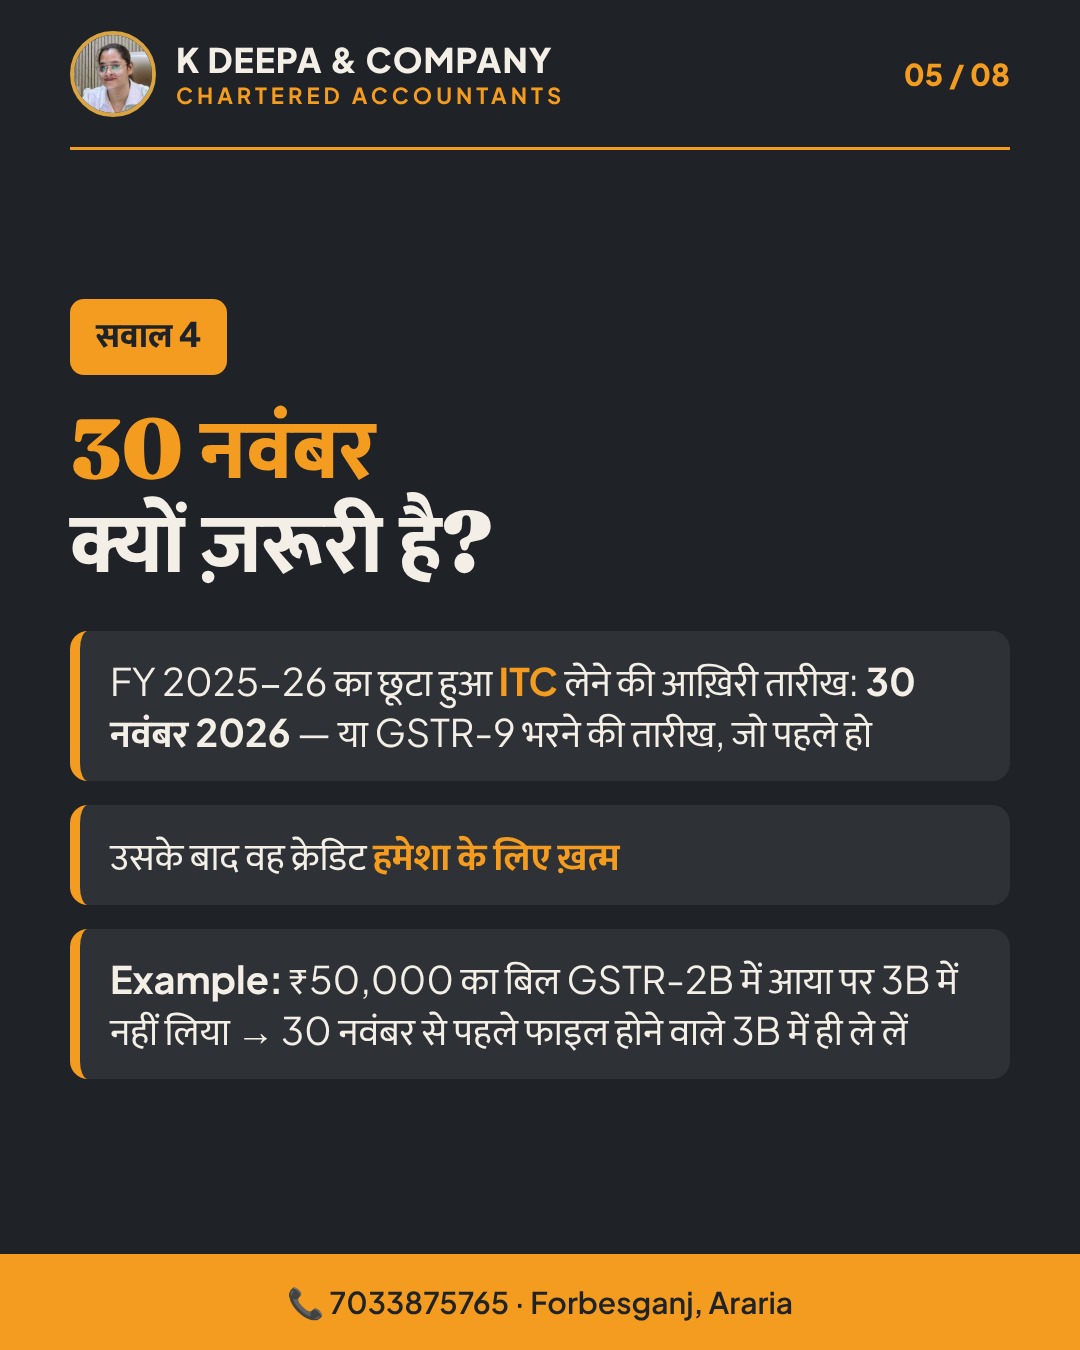 K DEEPA & COMPANY
CHARTERED ACCOUNTANTS
05 / 08
सवाल 4
30 नवंबर
क्यों ज़रूरी है?
FY 2025–26 का छूटा हुआ ITC लेने की आख़िरी तारीख: 30
नवंबर 2026 — या GSTR-9 भरने की तारीख, जो पहले हो
उसके बाद वह क्रेडिट हमेशा के लिए ख़त्म
Example: ₹50,000 का बिल GSTR-2B में आया पर 3B में
नहीं लिया → 30 नवंबर से पहले फाइल होने वाले 3B में ही ले लें
📞 7033875765 · Forbesganj, Araria